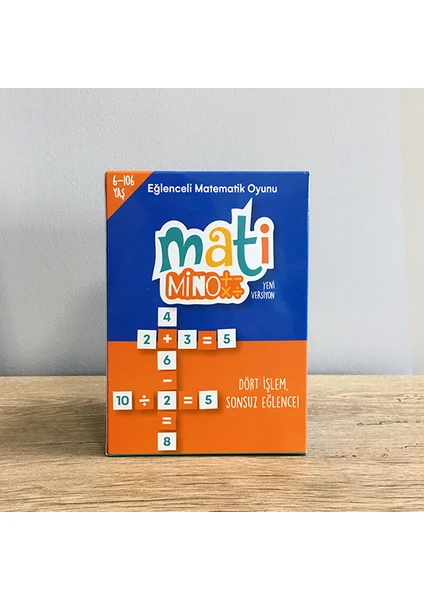 6-106
YAŞ
Eğlenceli Matematik Oyunu
mati
MiNO+-×÷
YENİ
VERSİYON
4
2 + 3 = 5
6
-
10 ÷ 2 = 5
=
8
DÖRT İŞLEM,
SONSUZ EĞLENCE!